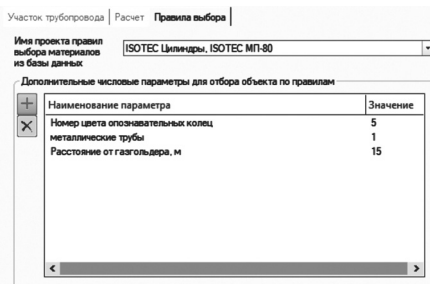 Участок трубопровода Расчет Правила выбора
Имя проекта правил
выбора материалов
из базы данных
ISOTEC Цилиндры, ISOTEC МП-80
Дополнительные числовые параметры для отбора объекта по правилам
Наименование параметра Значение
Номер цвета опознавательных колец 5
металлические трубы 1
Расстояние от газгольдера, м 15